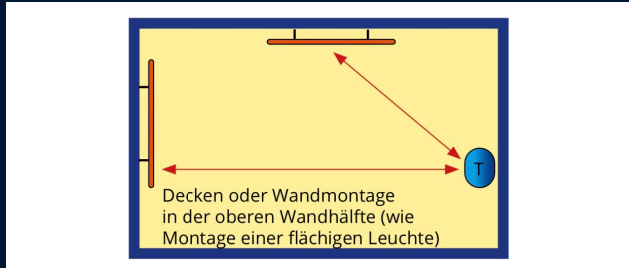 T
Decken oder Wandmontage
in der oberen Wandhälfte (wie
Montage einer flächigen Leuchte)